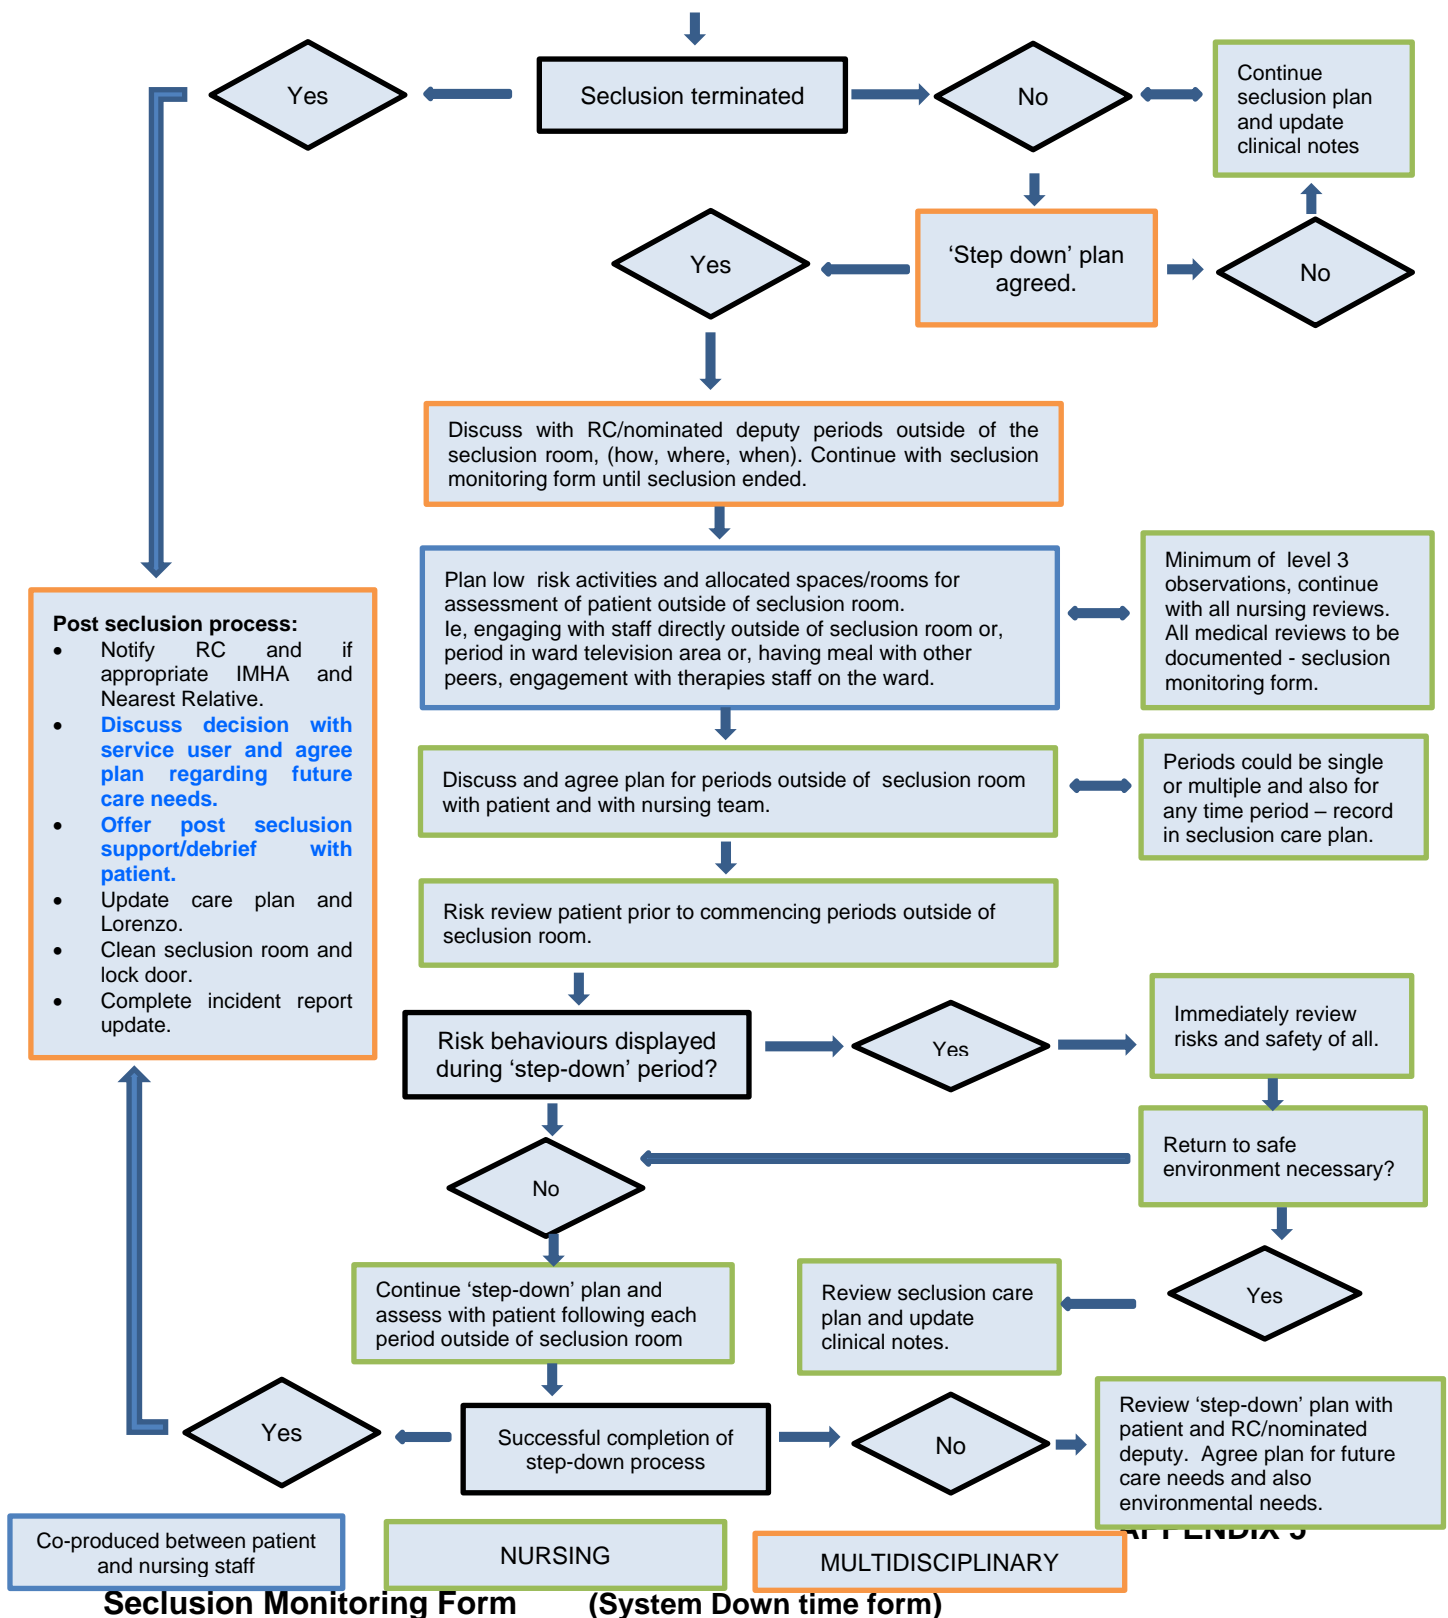 Yes
Seclusion terminated
No
Continue
seclusion plan
and update
clinical notes
Yes
‘Step down’ plan
agreed.
No
Discuss with RC/nominated deputy periods outside of the
seclusion room, (how, where, when). Continue with seclusion
monitoring form until seclusion ended.
Plan low risk activities and allocated spaces/rooms for
assessment of patient outside of seclusion room.
Ie, engaging with staff directly outside of seclusion room or,
period in ward television area or, having meal with other
peers, engagement with therapies staff on the ward.
Minimum of level 3
observations, continue
with all nursing reviews.
All medical reviews to be
documented - seclusion
monitoring form.
Post seclusion process:
• Notify RC and if
appropriate IMHA and
Nearest Relative.
• Discuss decision with
service user and agree
plan regarding future
care needs.
• Offer post seclusion
support/debrief with
patient.
• Update care plan and
Lorenzo.
• Clean seclusion room and
lock door.
• Complete incident report
update.
Discuss and agree plan for periods outside of seclusion room
with patient and with nursing team.
Periods could be single
or multiple and also for
any time period – record
in seclusion care plan.
Risk review patient prior to commencing periods outside of
seclusion room.
Risk behaviours displayed
during ‘step-down’ period?
Yes
Immediately review
risks and safety of all.
Return to safe
environment necessary?
No
Yes
Continue ‘step-down’ plan and
assess with patient following each
period outside of seclusion room
Review seclusion care
plan and update
clinical notes.
Yes
Successful completion of
step-down process
No
Review ‘step-down’ plan with
patient and RC/nominated
deputy. Agree plan for future
care needs and also
environmental needs.
APPENDIX 5
Co-produced between patient
and nursing staff
NURSING
MULTIDISCIPLINARY
Seclusion Monitoring Form (System Down time form)